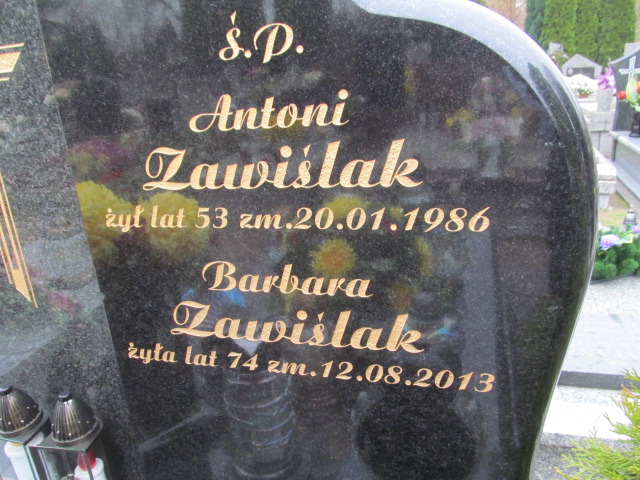 Ś.P.
Antoni
Zawiślak
żył lat 53 zm.20.01.1986
Barbara
Zawiślak
żyła lat 74 zm.12.08.2013